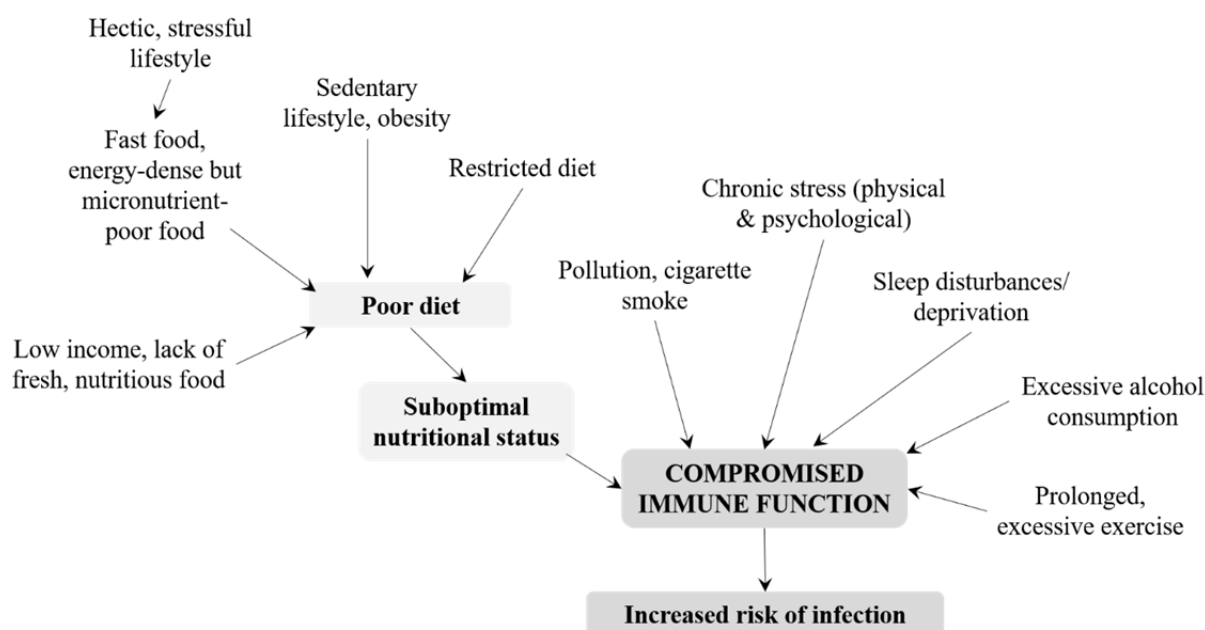 Hectic, stressful
lifestyle
Fast food,
energy-dense but
micronutrient-
poor food
Sedentary
lifestyle, obesity
Restricted diet
Low income, lack of
fresh, nutritious food
Poor diet
Suboptimal
nutritional status
Pollution, cigarette
smoke
Chronic stress (physical
& psychological)
Sleep disturbances/
deprivation
Excessive alcohol
consumption
Prolonged,
excessive exercise
COMPROMISED
IMMUNE FUNCTION
Increased risk of infection